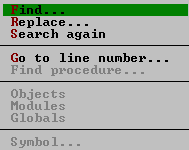 Find...
Replace...
Search again
Go to line number...
Find procedure...
Objects
Modules
Globals
Symbol...